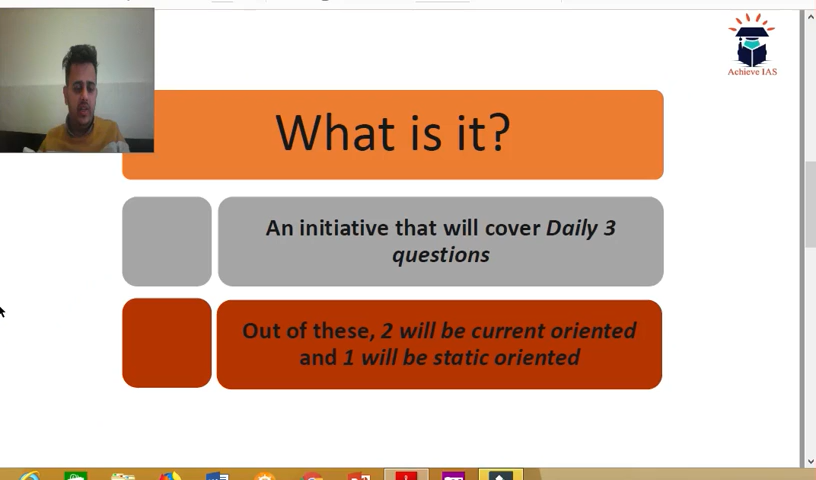 Achieve IAS
What is it?
An initiative that will cover Daily 3
questions
Out of these, 2 will be current oriented
and 1 will be static oriented